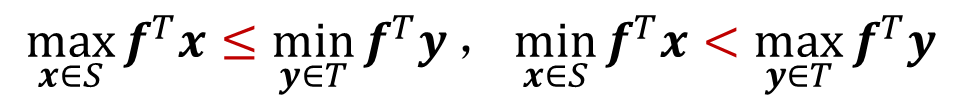 max_{x∈S} f^T x ≤ min_{y∈T} f^T y , min_{x∈S} f^T x < max_{y∈T} f^T y